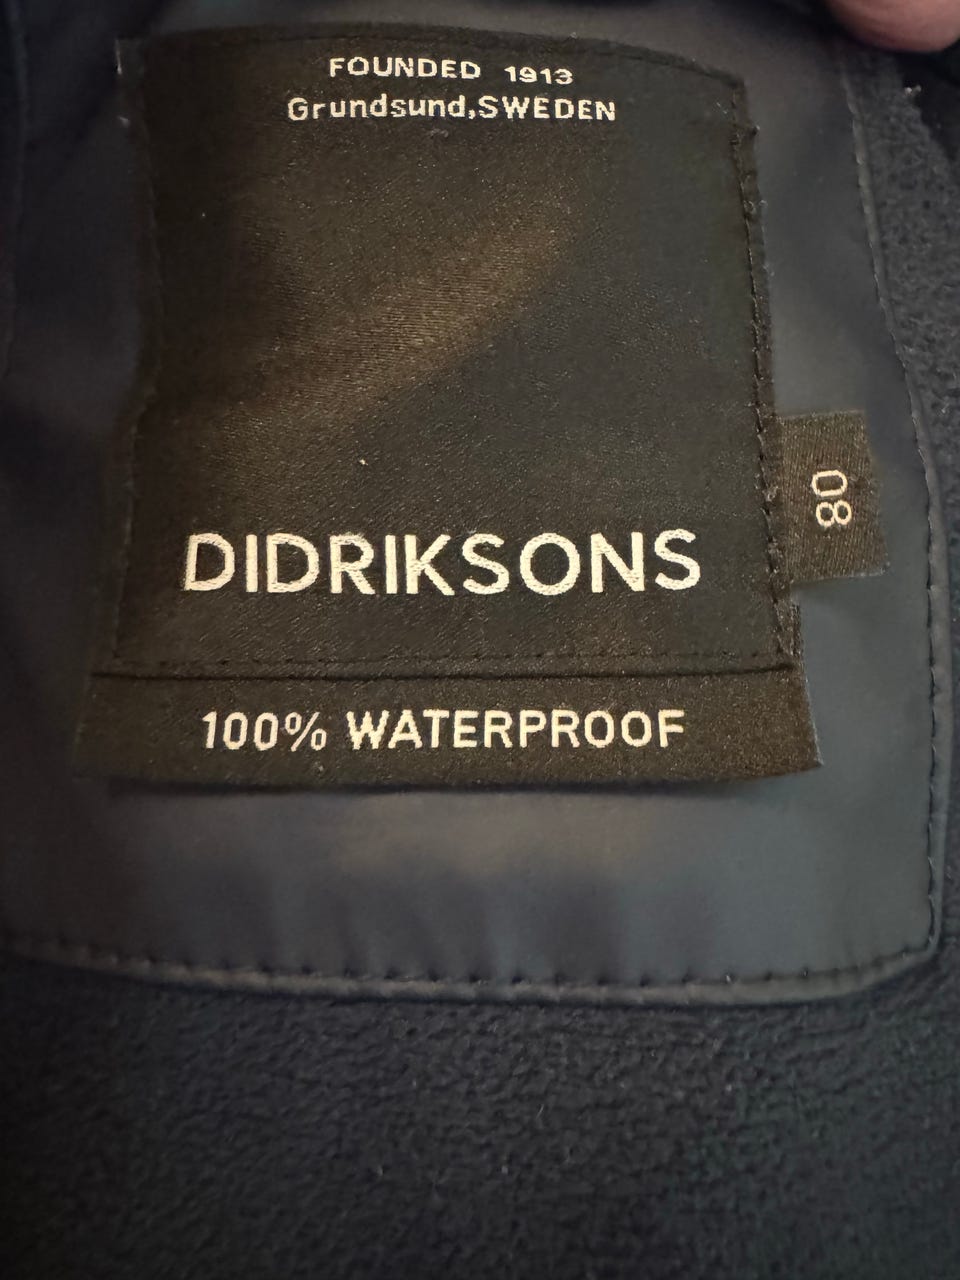 FOUNDED 1913
Grundsund,SWEDEN
DIDRIKSONS
80
100% WATERPROOF